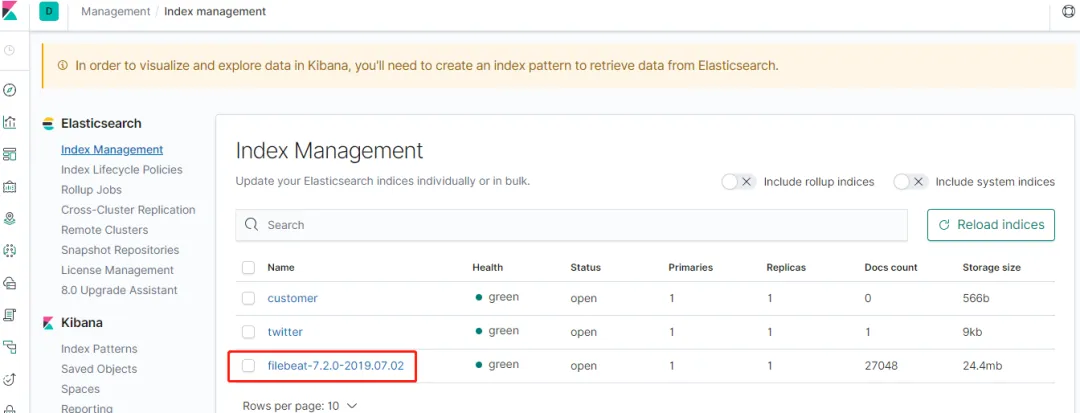 D Management / Index management
In order to visualize and explore data in Kibana, you'll need to create an index pattern to retrieve data from Elasticsearch.
Elasticsearch
Index Management
Index Lifecycle Policies
Rollup Jobs
Cross-Cluster Replication
Remote Clusters
Snapshot Repositories
License Management
8.0 Upgrade Assistant
Kibana
Index Patterns
Saved Objects
Spaces
Reporting
Index Management
Update your Elasticsearch indices individually or in bulk.
Include rollup indices
Include system indices
Search
Reload indices
Name Health Status Primaries Replicas Docs count Storage size
customer green open 1 1 0 566b
twitter green open 1 1 1 9kb
filebeat-7.2.0-2019.07.02 green open 1 1 27048 24.4mb
Rows per page: 10